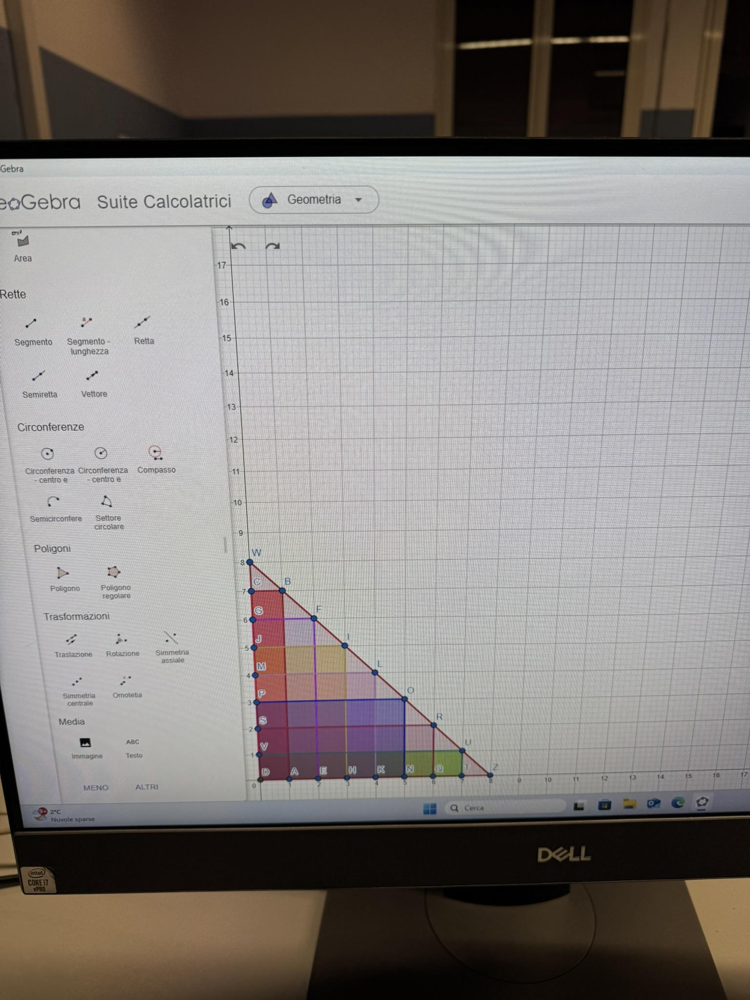 Gebra
eoGebra Suite Calcolatrici
Geometria
cm²
Area
Rette
a
Segmento
Segmento -
lunghezza
Retta
Semiretta
Vettore
Circonferenze
Circonferenza
- centro e
Circonferenza
- centro e
Compasso
Semicirconfere
Settore
circolare
Poligoni
Poligono
Poligono
regolare
Trasformazioni
Traslazione
Rotazione
Simmetria
assiale
Simmetria
centrale
Omotetia
Media
Immagine
ABC
Testo
MENO
ALTRI
17
16
15
14
13
12
11
10
9
8
7
6
5
4
3
2
1
W
C B
G F
J I
M L
P O
S R
V U
D A E H K N Q T Z
0 1 2 3 4 5 6 7 8 9 10 11 12 13 14 15 16 17
9+
2°C
Nuvole sparse
Cerca
DELL
intel
CORE i7
vPRO